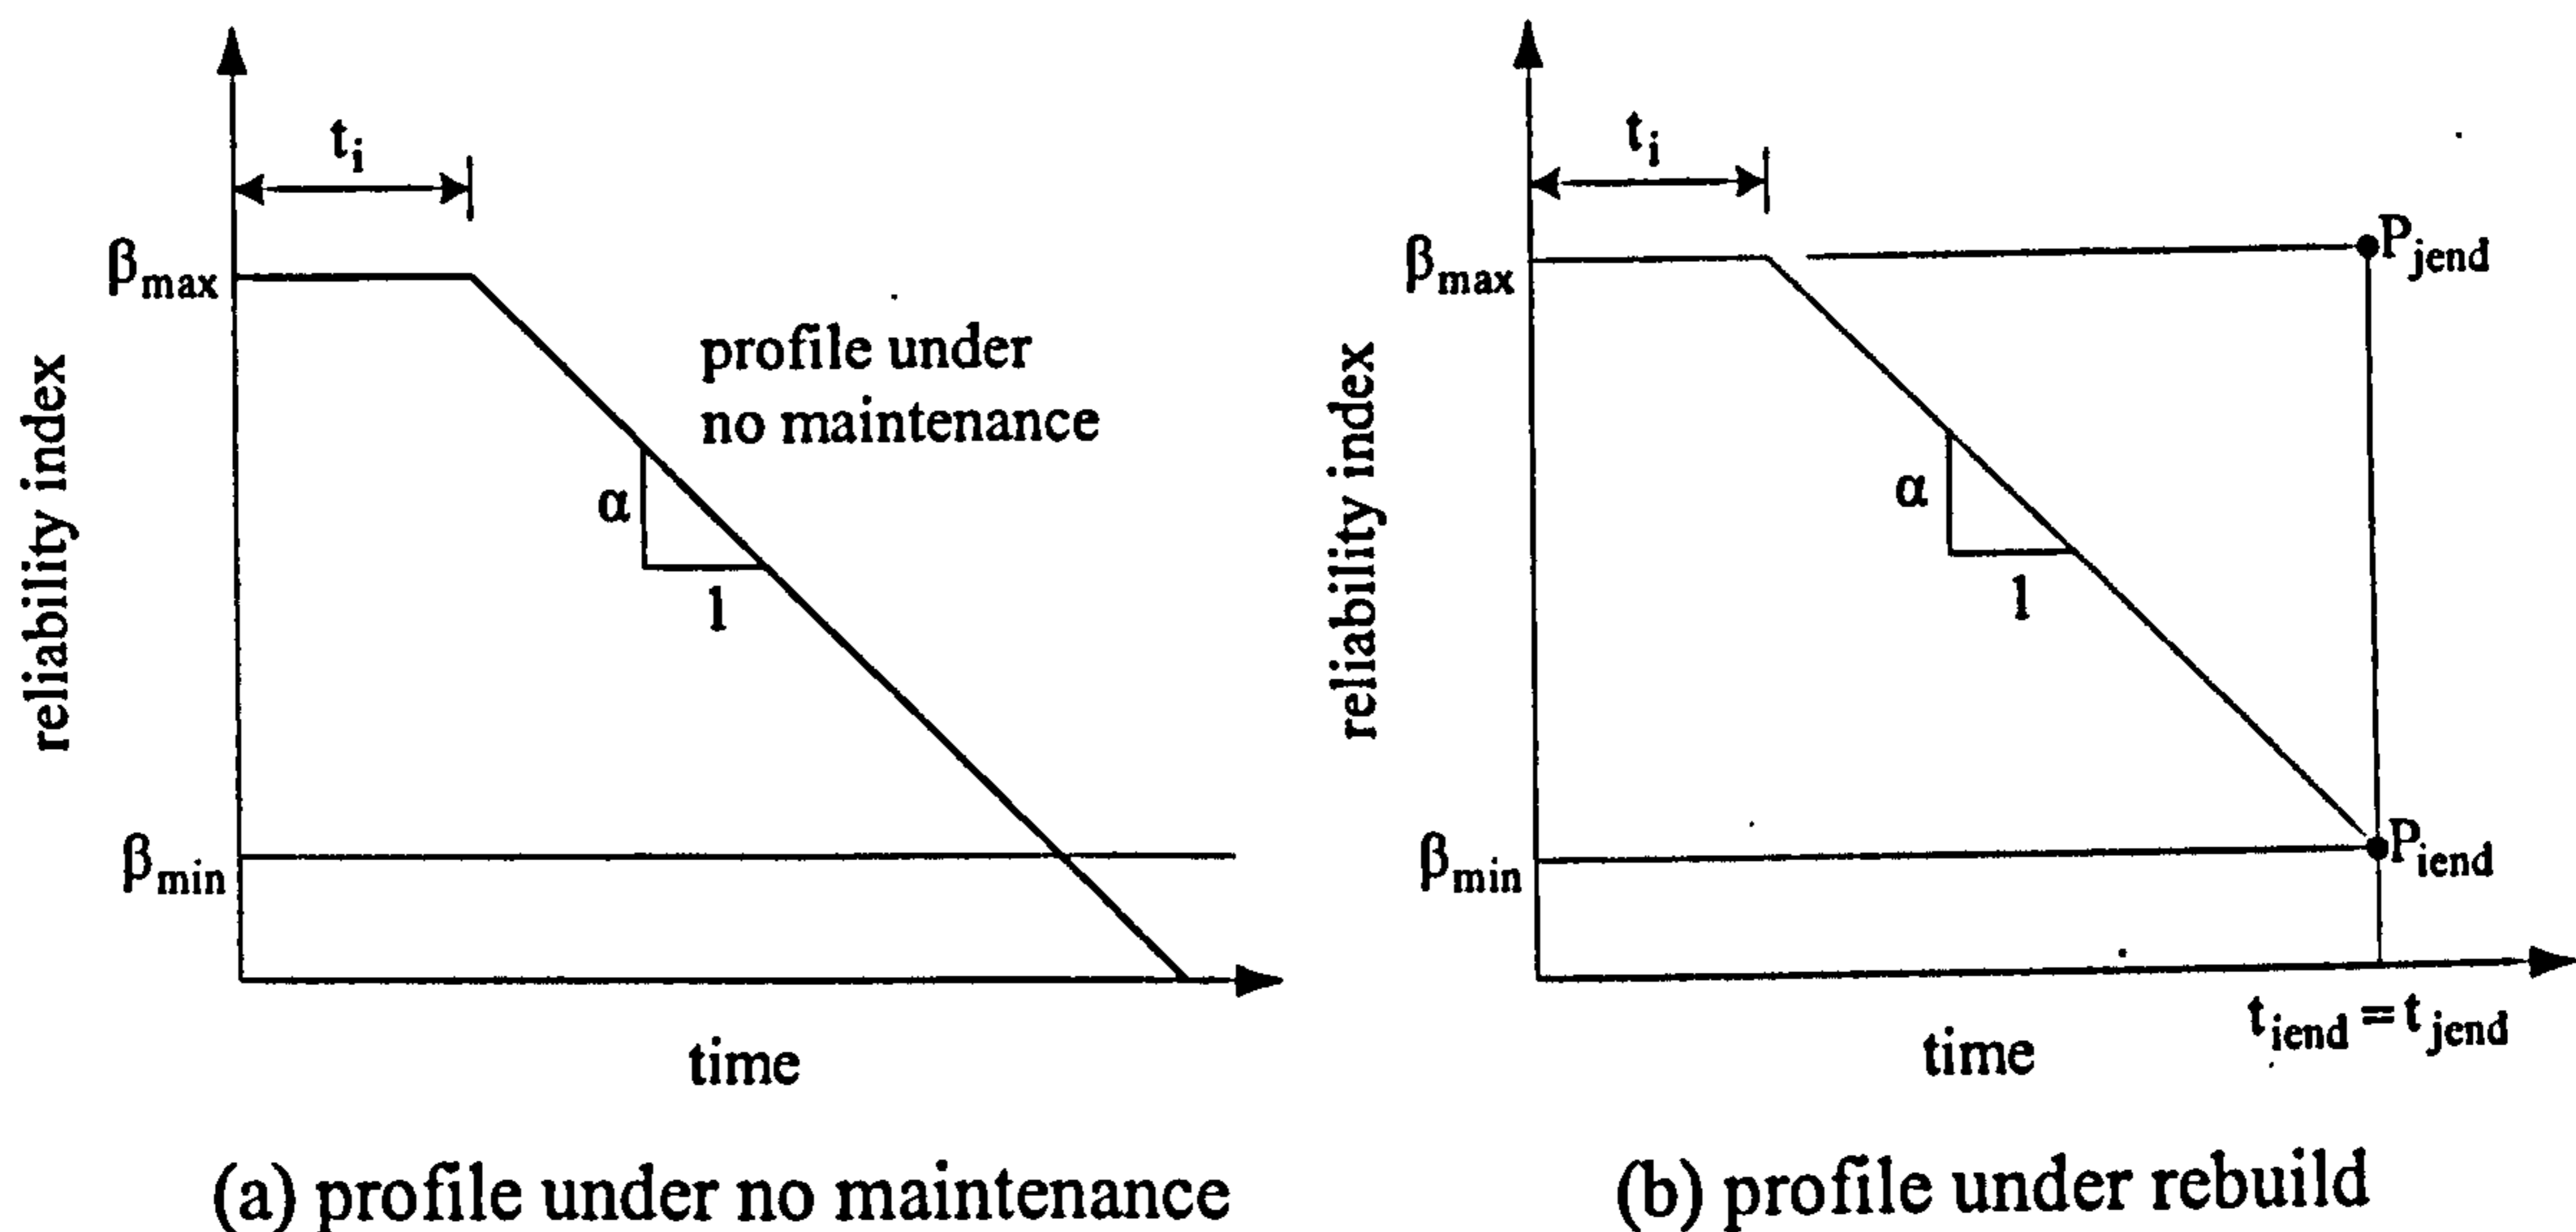 t_i
β_max
reliability index
profile under
no maintenance
α
1
β_min
time
(a) profile under no maintenance
t_i
β_max
P_jend
reliability index
α
1
β_min
P_iend
t_iend = t_jend
time
(b) profile under rebuild